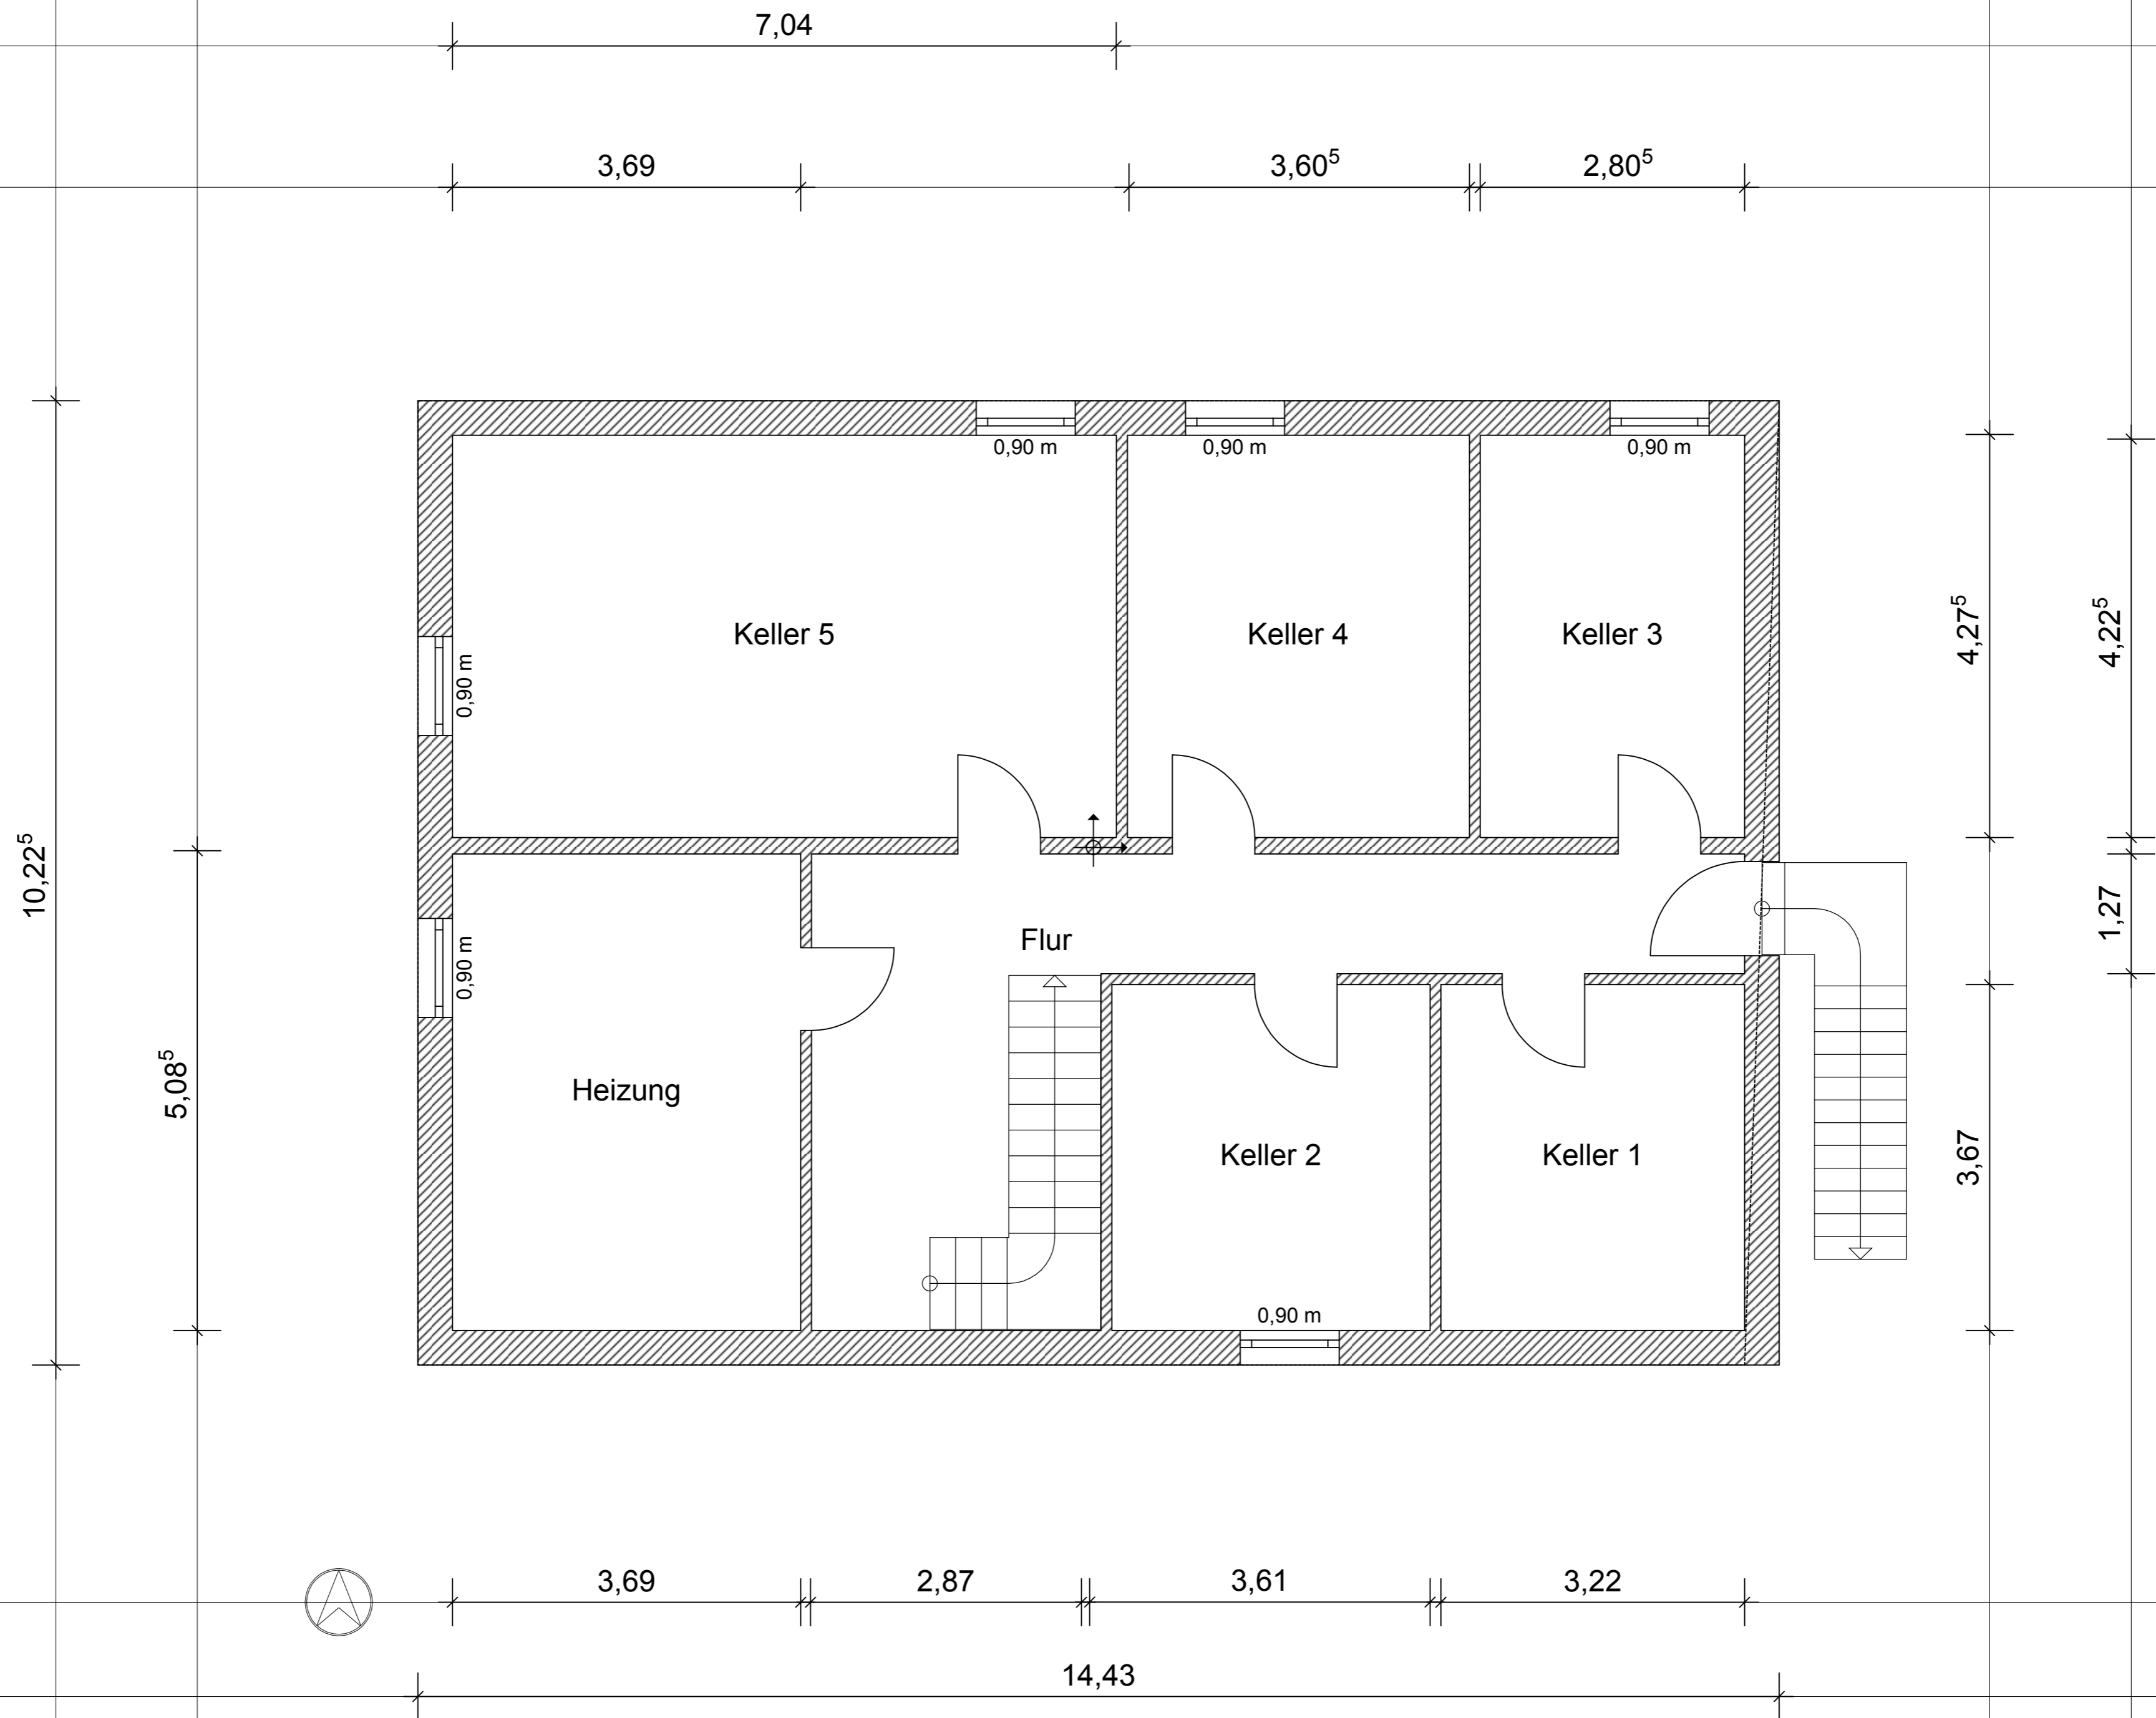 7,04
3,69
3,60⁵
2,80⁵
0,90 m
0,90 m
0,90 m
Keller 5
Keller 4
Keller 3
4,27⁵
4,22⁵
0,90 m
10,22⁵
1,27
Flur
0,90 m
5,08⁵
Heizung
Keller 2
Keller 1
3,67
0,90 m
3,69
2,87
3,61
3,22
14,43